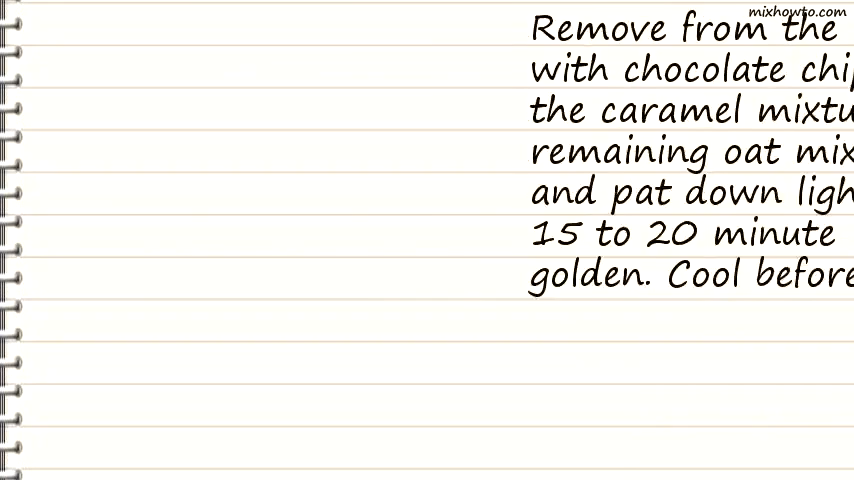 mixhowto.com
Remove from the
with chocolate
the caramel
remaining oat
and pat down
15 to 20 minute
golden. Cool before